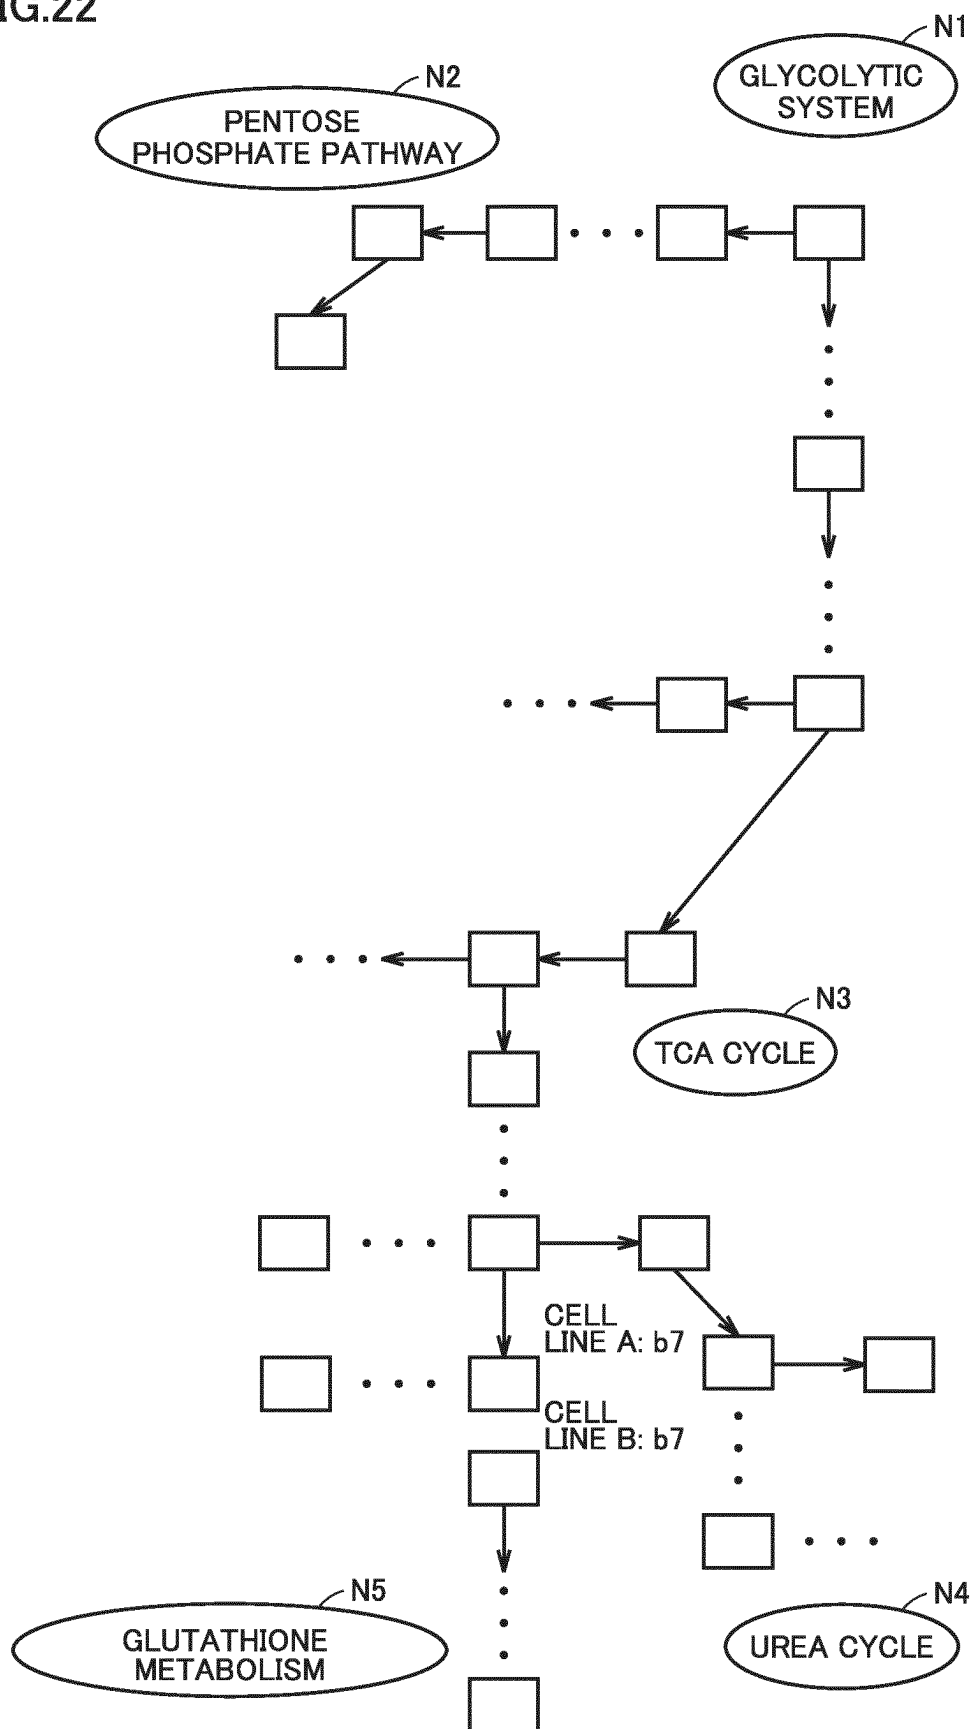 IG.22
N1
GLYCOLYTIC
SYSTEM
N2
PENTOSE
PHOSPHATE PATHWAY
N3
TCA CYCLE
CELL
LINE A: b7
CELL
LINE B: b7
N5
GLUTATHIONE
METABOLISM
N4
UREA CYCLE